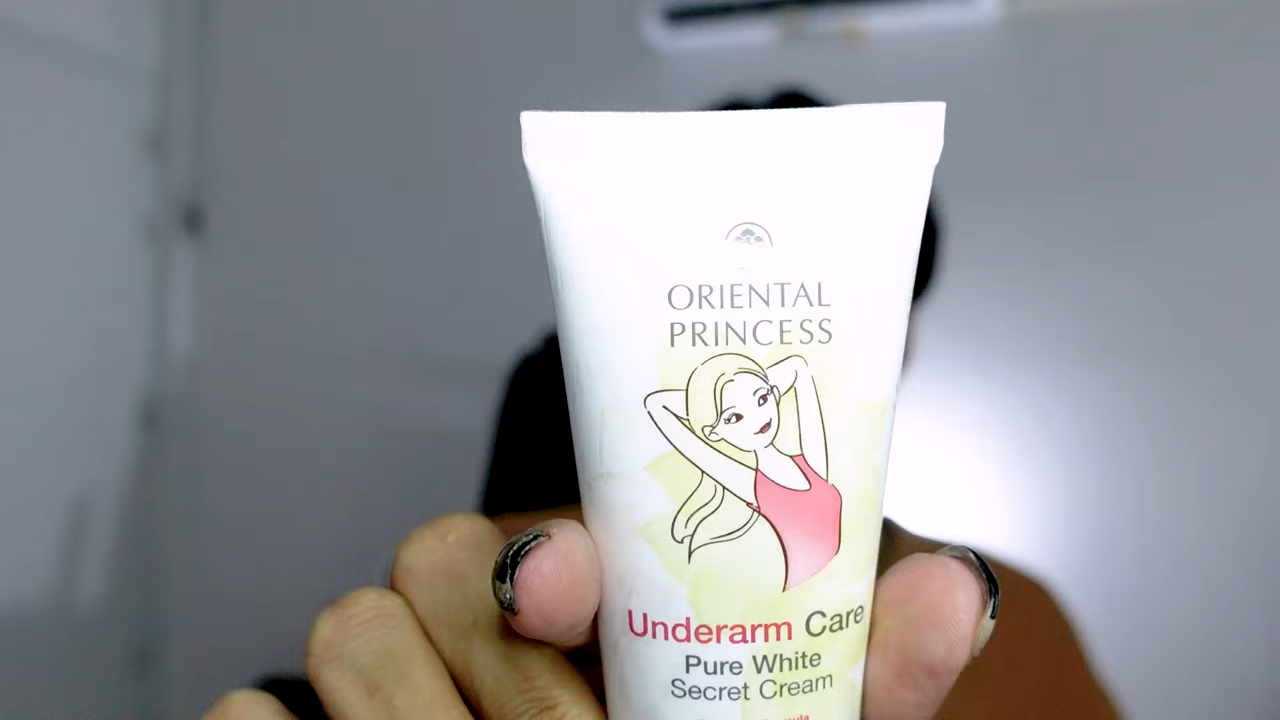 ORIENTAL
PRINCESS
Underarm Care
Pure White
Secret Cream